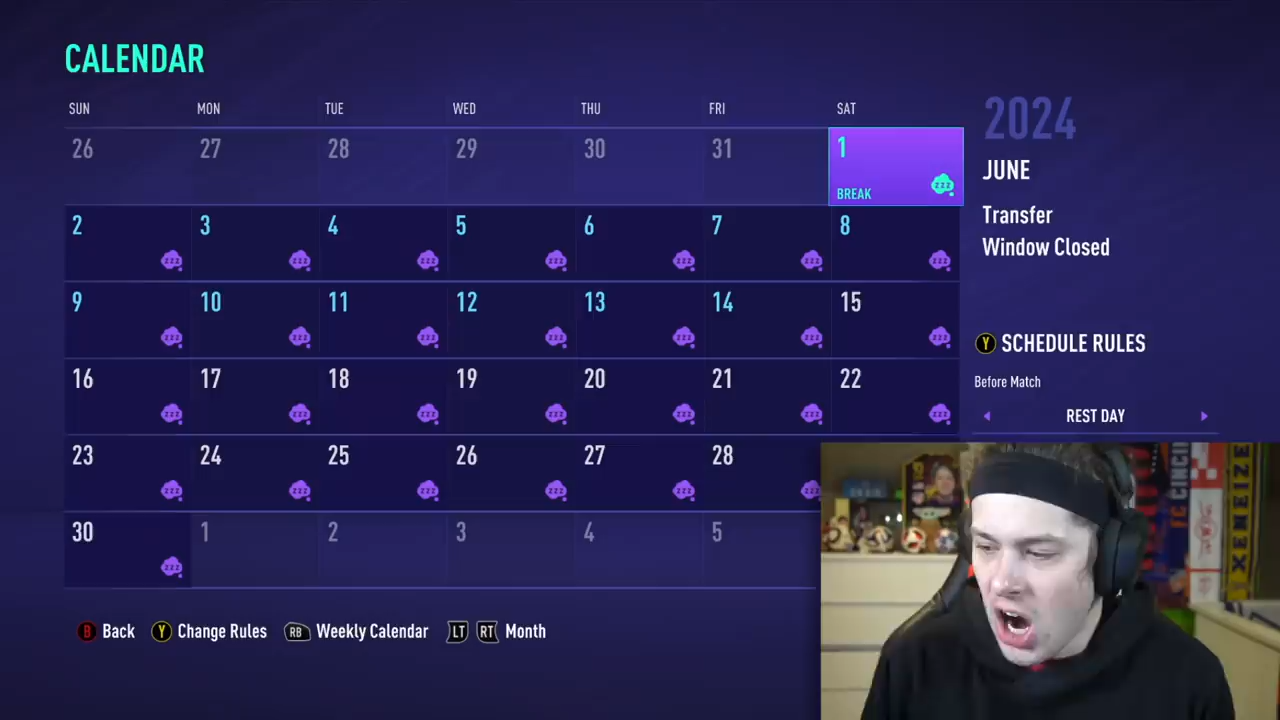 CALENDAR
SUN MON TUE WED THU FRI SAT
26 27 28 29 30 31 1
BREAK
2 3 4 5 6 7 8
9 10 11 12 13 14 15
16 17 18 19 20 21 22
23 24 25 26 27 28
30 1 2 3 4 5
2024
JUNE
Transfer
Window Closed
Y SCHEDULE RULES
Before Match
REST DAY
B Back Y Change Rules RB Weekly Calendar LT RT Month
FC CINCI
XENEIZE